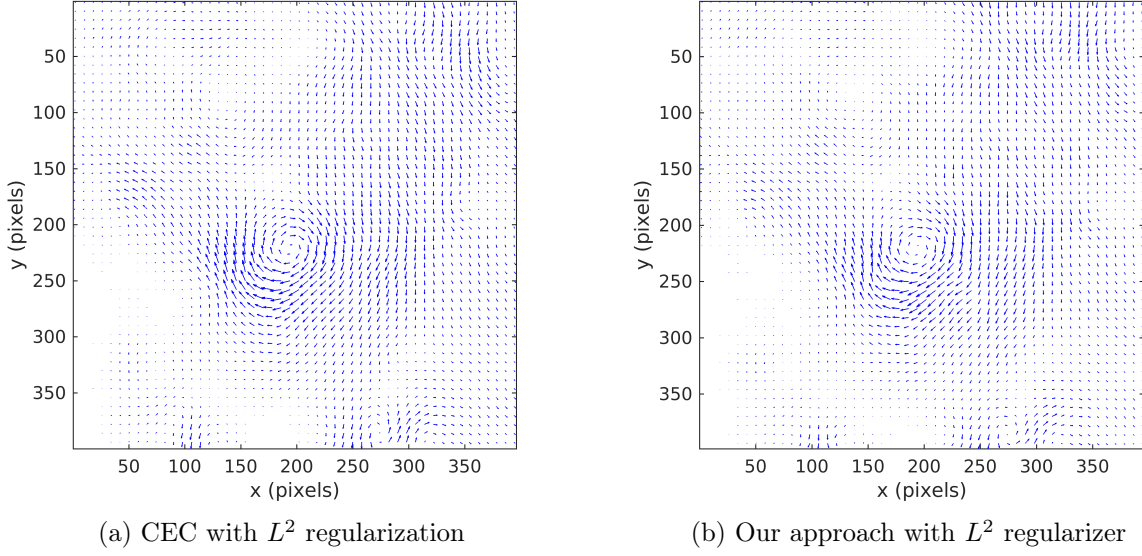 50
100
150
200
250
300
350
y (pixels)
50 100 150 200 250 300 350
x (pixels)
(a) CEC with L² regularization
50
100
150
200
250
300
350
y (pixels)
50 100 150 200 250 300 350
x (pixels)
(b) Our approach with L² regularizer